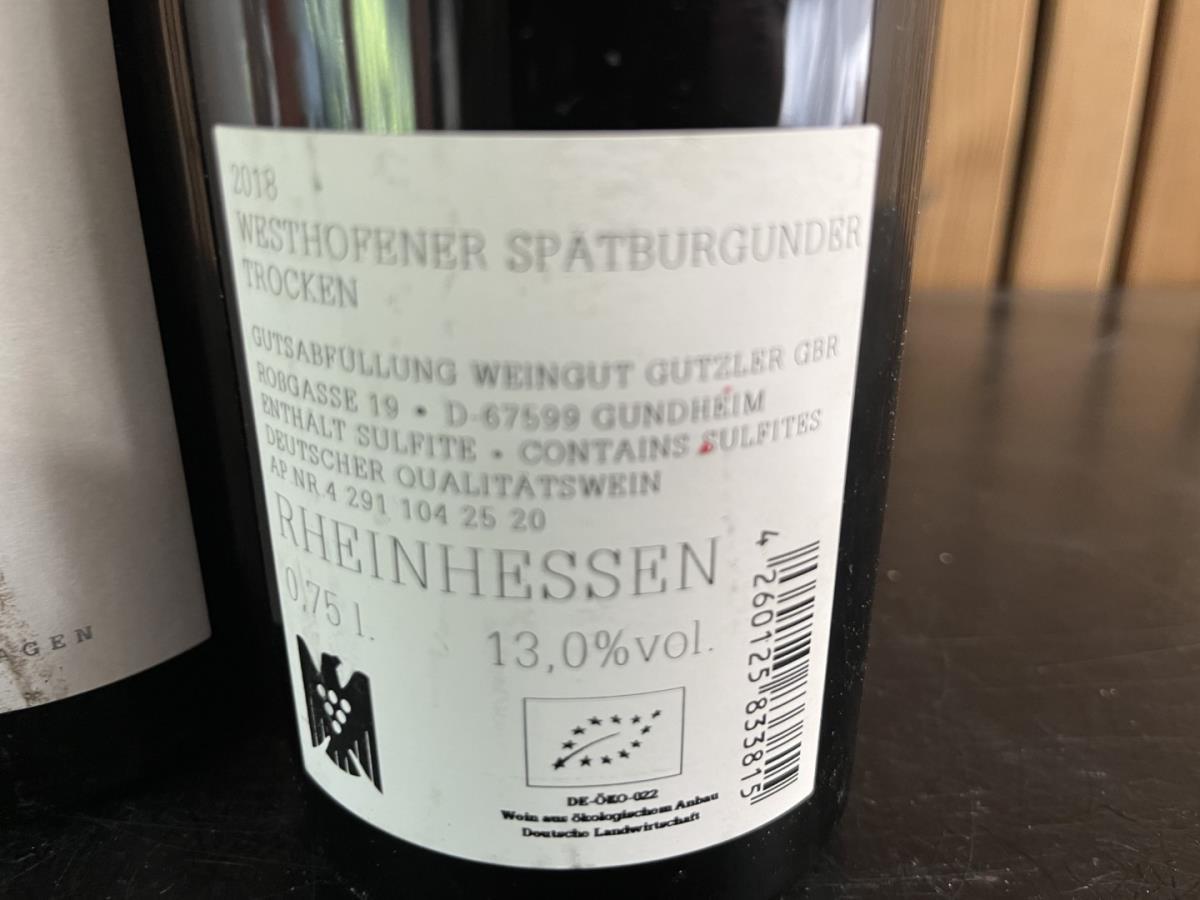 AGEN
2018
WESTHOFENER SPÄTBURGUNDER
TROCKEN
GUTSABFÜLLUNG WEINGUT GUTZLER GBR
ROßGASSE 19 • D-67599 GUNDHEIM
ENTHÄLT SULFITE • CONTAINS SULFITES
DEUTSCHER QUALITÄTSWEIN
AP.NR.4 291 104 25 20
RHEINHESSEN
0,75 l.
13,0%vol.
4 260125 833815
DE-ÖKO-022
Wein aus ökologischem Anbau
Deutsche Landwirtschaft